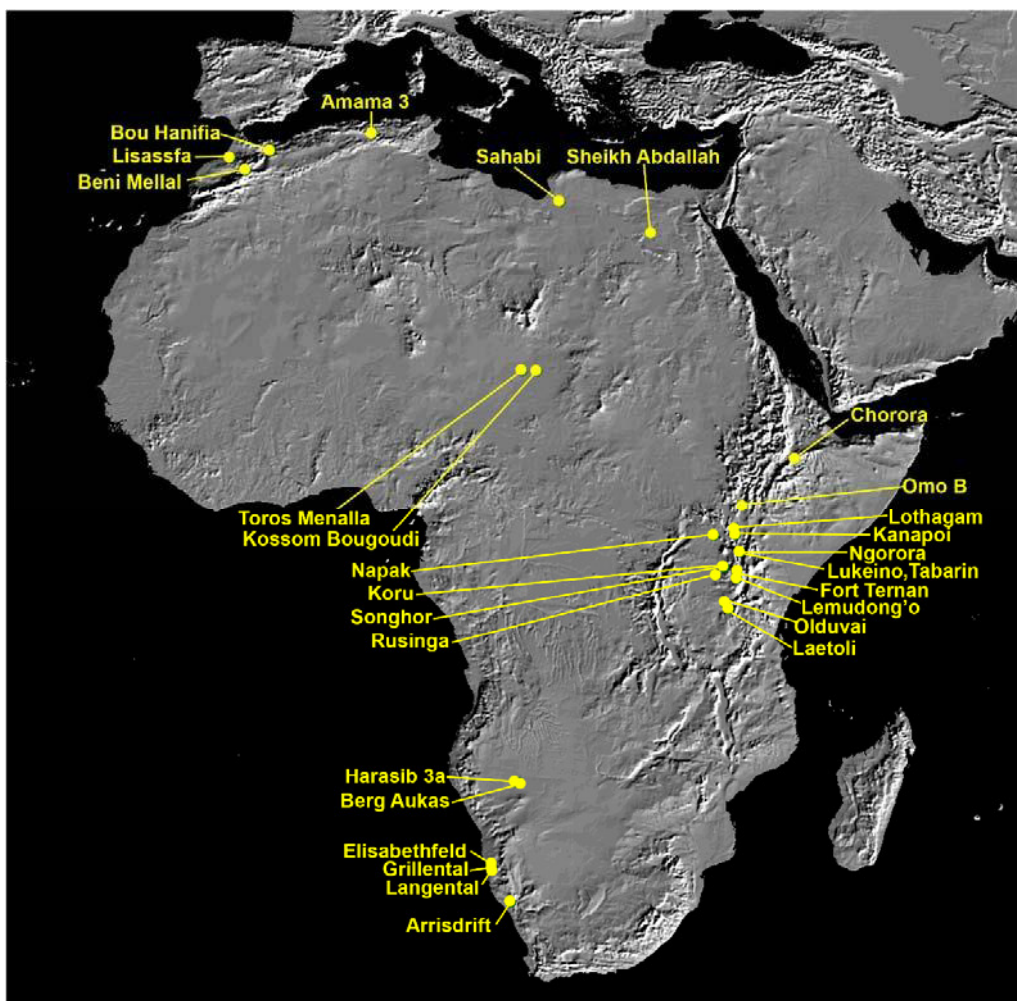 Amama 3
Bou Hanifia
Lisassfa
Beni Mellal
Sahabi
Sheikh Abdallah
Chorora
Toros Menalla
Kossom Bougoudi
Omo B
Lothagam
Kanapoi
Ngorora
Lukeino,Tabarin
Fort Ternan
Lemudong’o
Olduvai
Laetoli
Napak
Koru
Songhor
Rusinga
Harasib 3a
Berg Aukas
Elisabethfeld
Grillental
Langental
Arrisdrift